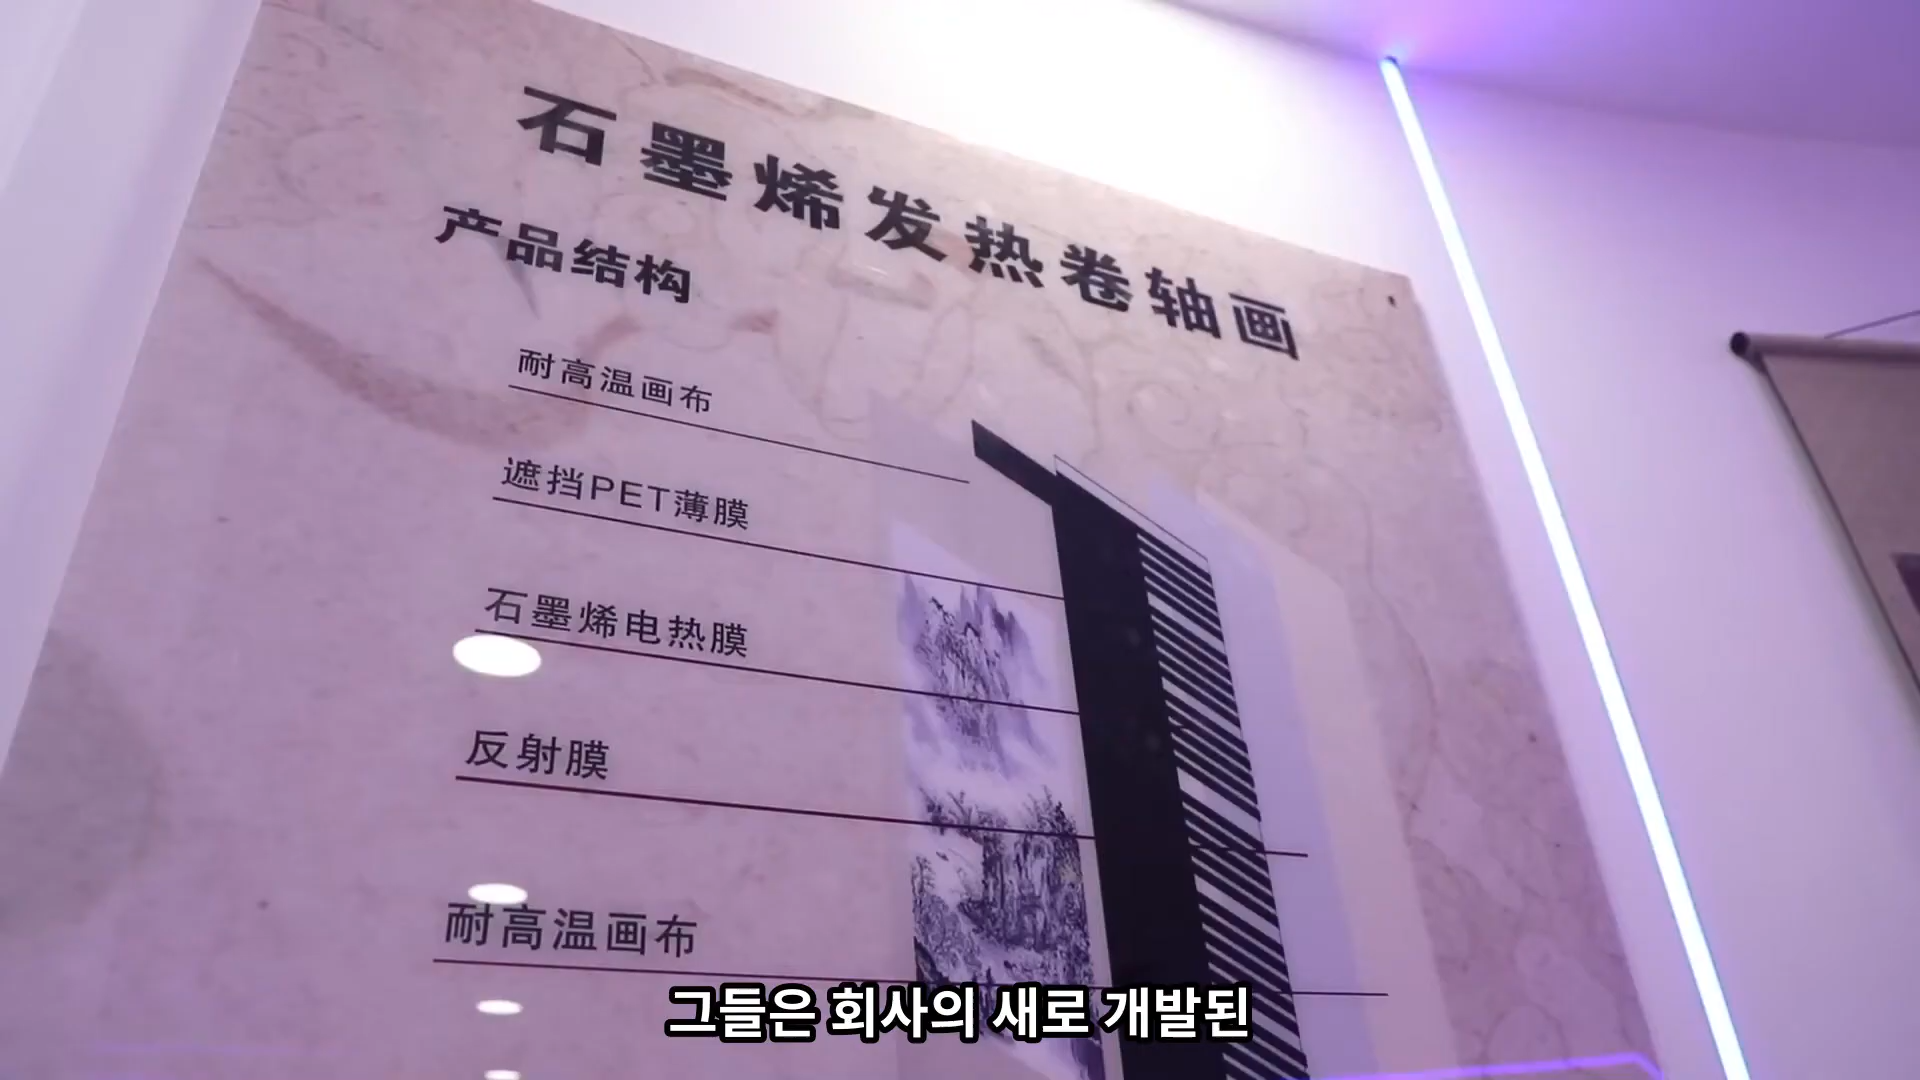 石墨烯发热卷轴画
产品结构
耐高温画布
遮挡PET薄膜
石墨烯电热膜
反射膜
耐高温画布
그들은 회사의 새로 개발된